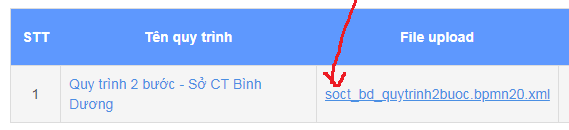 STT Tên quy trình File upload
1 Quy trình 2 bước - Sở CT Bình Dương soct_bd_quytrinh2buoc.bpmn20.xml